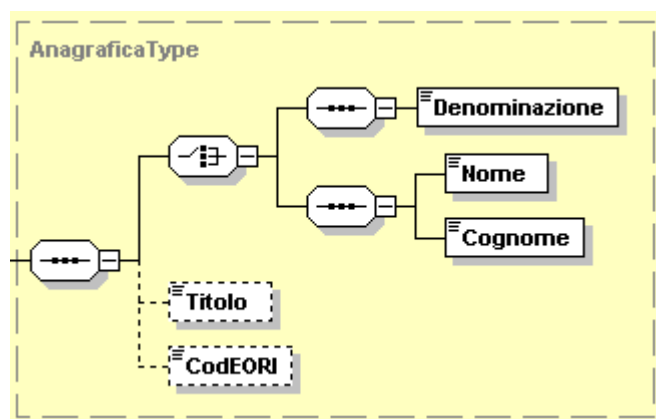 AnagraficaType
Denominazione
Nome
Cognome
Titolo
CodEORI